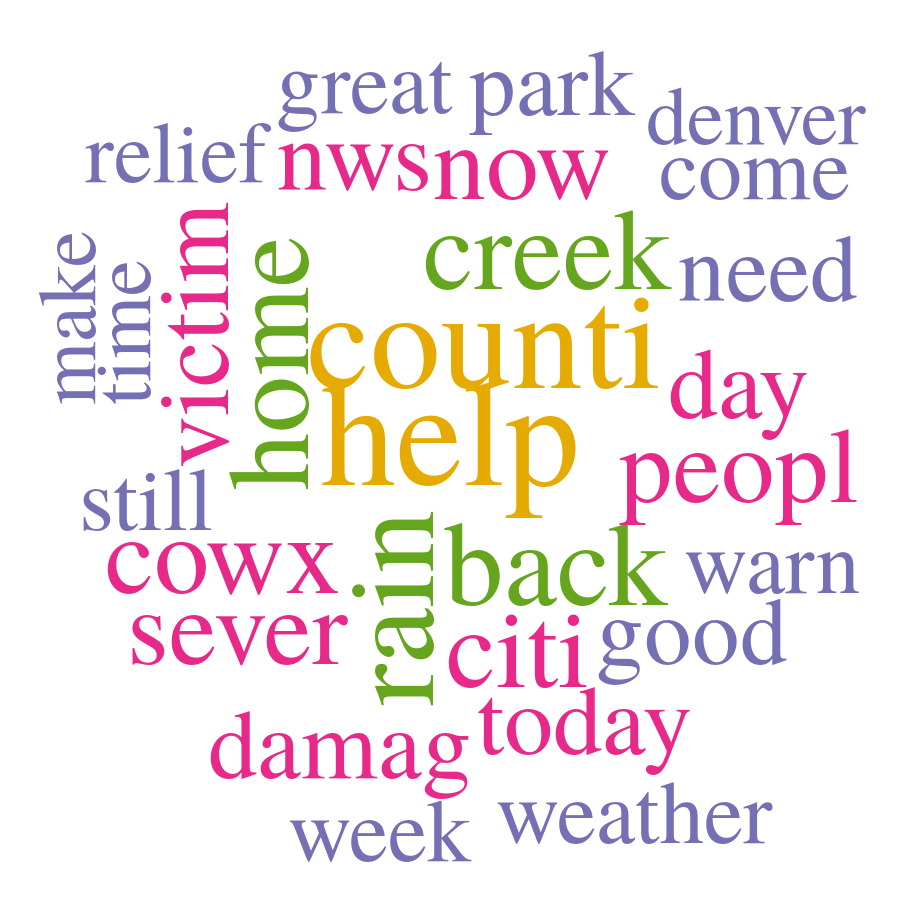 great park
denver
relief
nws
now
come
make
time
victim
home
creek
need
counti
help
day
peopl
still
cowx
rain
back
warn
sever
citi
good
damag
today
week
weather